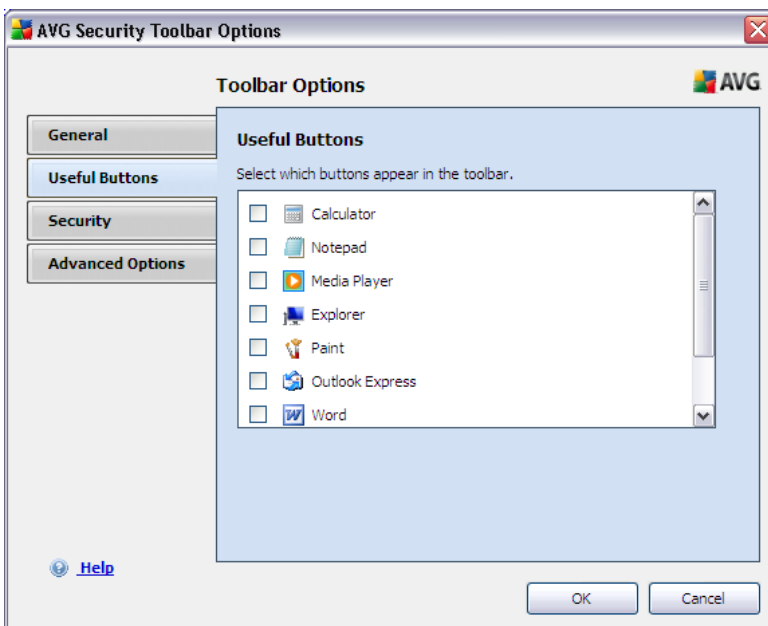 AVG Security Toolbar Options
Toolbar Options
AVG
General
Useful Buttons
Security
Advanced Options
Useful Buttons
Select which buttons appear in the toolbar.
Calculator
Notepad
Media Player
Explorer
Paint
Outlook Express
Word
Help
OK
Cancel